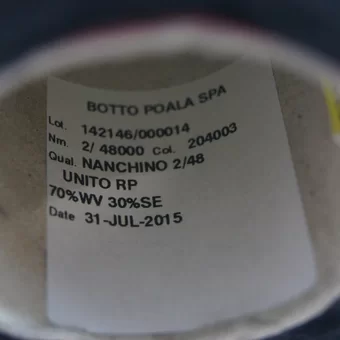 BOTTO POALA SPA
Lot. 142146/000014
Nm. 2/ 48000 Col. 204003
Qual. NANCHINO 2/48
UNITO RP
70%WV 30%SE
Date 31-JUL-2015